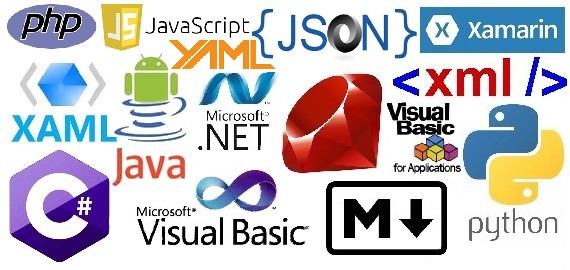 php
JS JavaScript
{JSON}
Xamarin
YAML
XAML
Java
Microsoft®
.NET
<xml />
Visual
Basic
for Applications
C#
Microsoft®
Visual Basic®
M
python